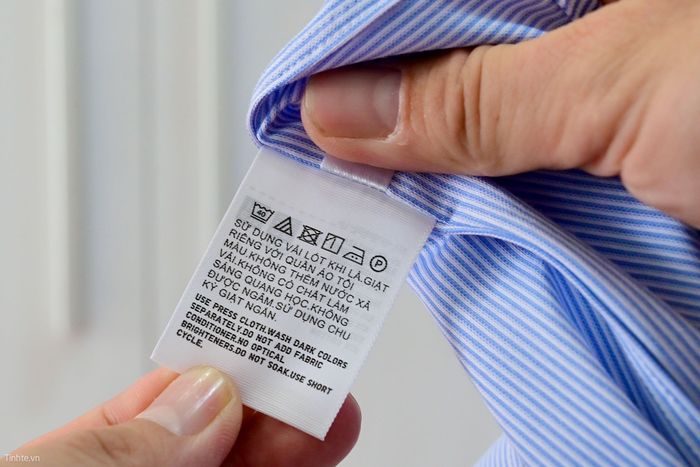 40
P
SỬ DỤNG VẢI LÓT KHI LÀ.GIẶT
RIÊNG VỚI QUẦN ÁO TỐI
MÀU.KHÔNG THÊM NƯỚC XẢ
VẢI.KHÔNG CÓ CHẤT LÀM
SÁNG QUANG HỌC.KHÔNG
ĐƯỢC NGÂM.SỬ DỤNG CHU
KỲ GIẶT NGẮN.
USE PRESS CLOTH.WASH DARK COLORS
SEPARATELY.DO NOT ADD FABRIC
CONDITIONER.NO OPTICAL
BRIGHTENERS.DO NOT SOAK.USE SHORT
CYCLE.
Tinhte.vn